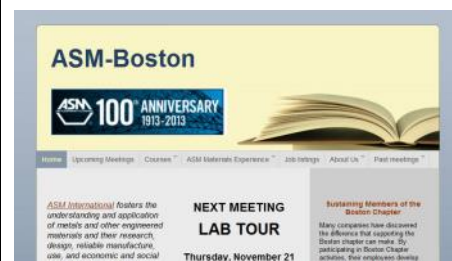 ASM-Boston
ASM 100th ANNIVERSARY
1913-2013
Home Upcoming Meetings Courses ASM Materials Experience Job listings About Us Past meetings
ASM International fosters the
understanding and application
of metals and other engineered
materials and their research,
design, reliable manufacture,
use, and economic and social
NEXT MEETING
LAB TOUR
Thursday, November 21
Sustaining Members of the
Boston Chapter
Many companies have discovered
the difference that supporting the
Boston chapter can make. By
participating in Boston Chapter
activities, their employees develop